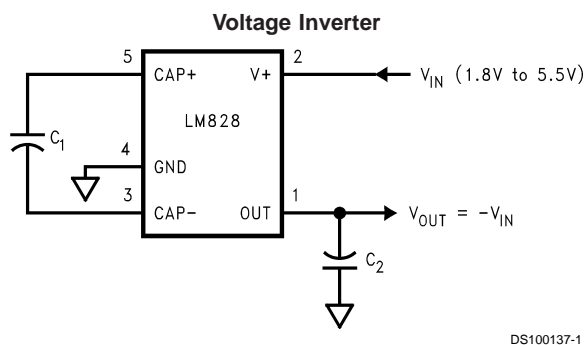 Voltage Inverter
5 CAP+ V+ 2 V_IN (1.8V to 5.5V)
LM828
C_1
4 GND
3 CAP- OUT 1 V_OUT = -V_IN
C_2
DS100137-1